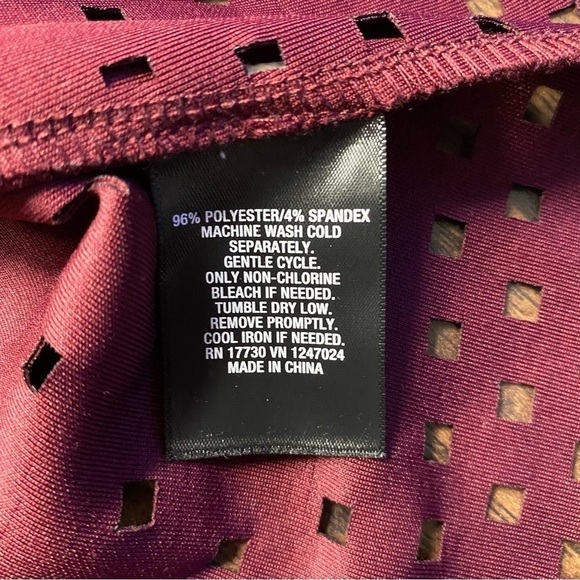 96% POLYESTER/4% SPANDEX
MACHINE WASH COLD
SEPARATELY.
GENTLE CYCLE.
ONLY NON-CHLORINE
BLEACH IF NEEDED.
TUMBLE DRY LOW.
REMOVE PROMPTLY.
COOL IRON IF NEEDED.
RN 17730 VN 1247024
MADE IN CHINA